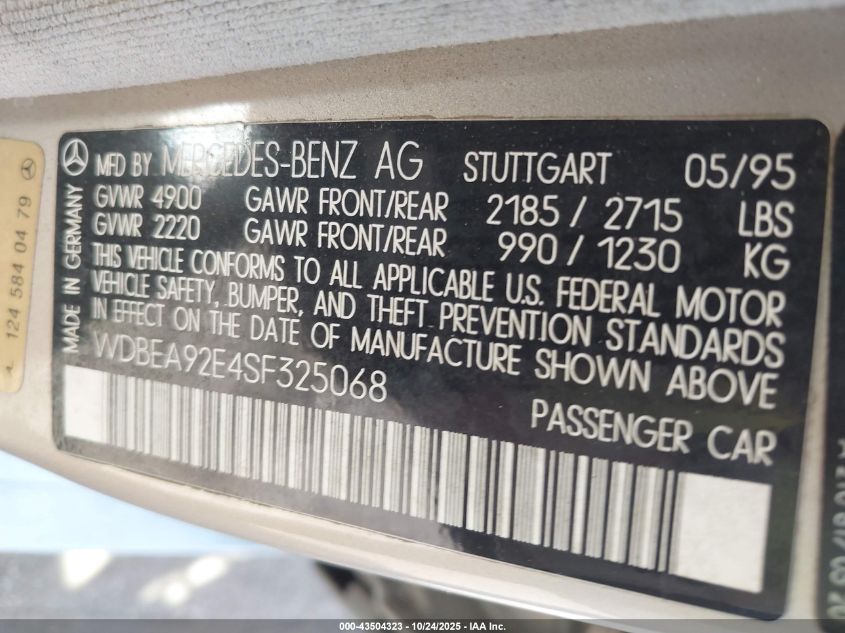 MFD BY MERCEDES-BENZ AG STUTTGART 05/95
GVWR 4900 GAWR FRONT/REAR 2185 / 2715 LBS
GVWR 2220 GAWR FRONT/REAR 990 / 1230 KG
THIS VEHICLE CONFORMS TO ALL APPLICABLE U.S. FEDERAL MOTOR
VEHICLE SAFETY, BUMPER, AND THEFT PREVENTION STANDARDS
IN EFFECT ON THE DATE OF MANUFACTURE SHOWN ABOVE
WDBEA92E4SF325068
PASSENGER CAR
MADE IN GERMANY
124 584 04 79
000-43504323 | 10/24/2025 - IAA Inc.